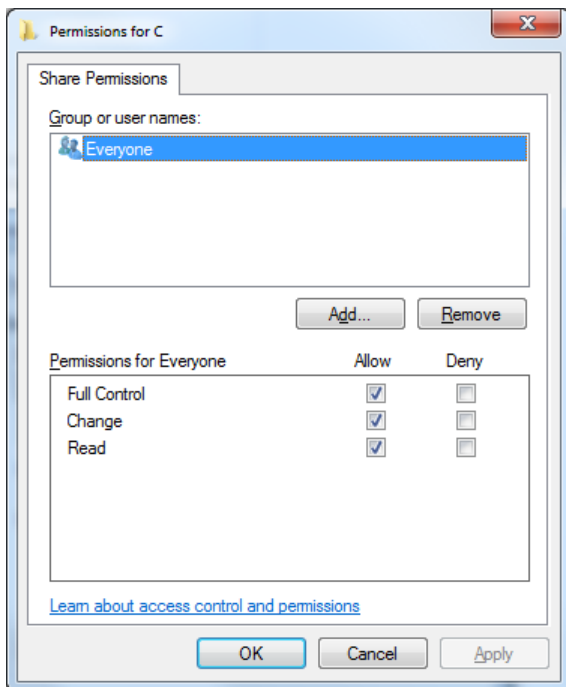 Permissions for C
Share Permissions
Group or user names:
Everyone
Add... Remove
Permissions for Everyone Allow Deny
Full Control
Change
Read
Learn about access control and permissions
OK Cancel Apply